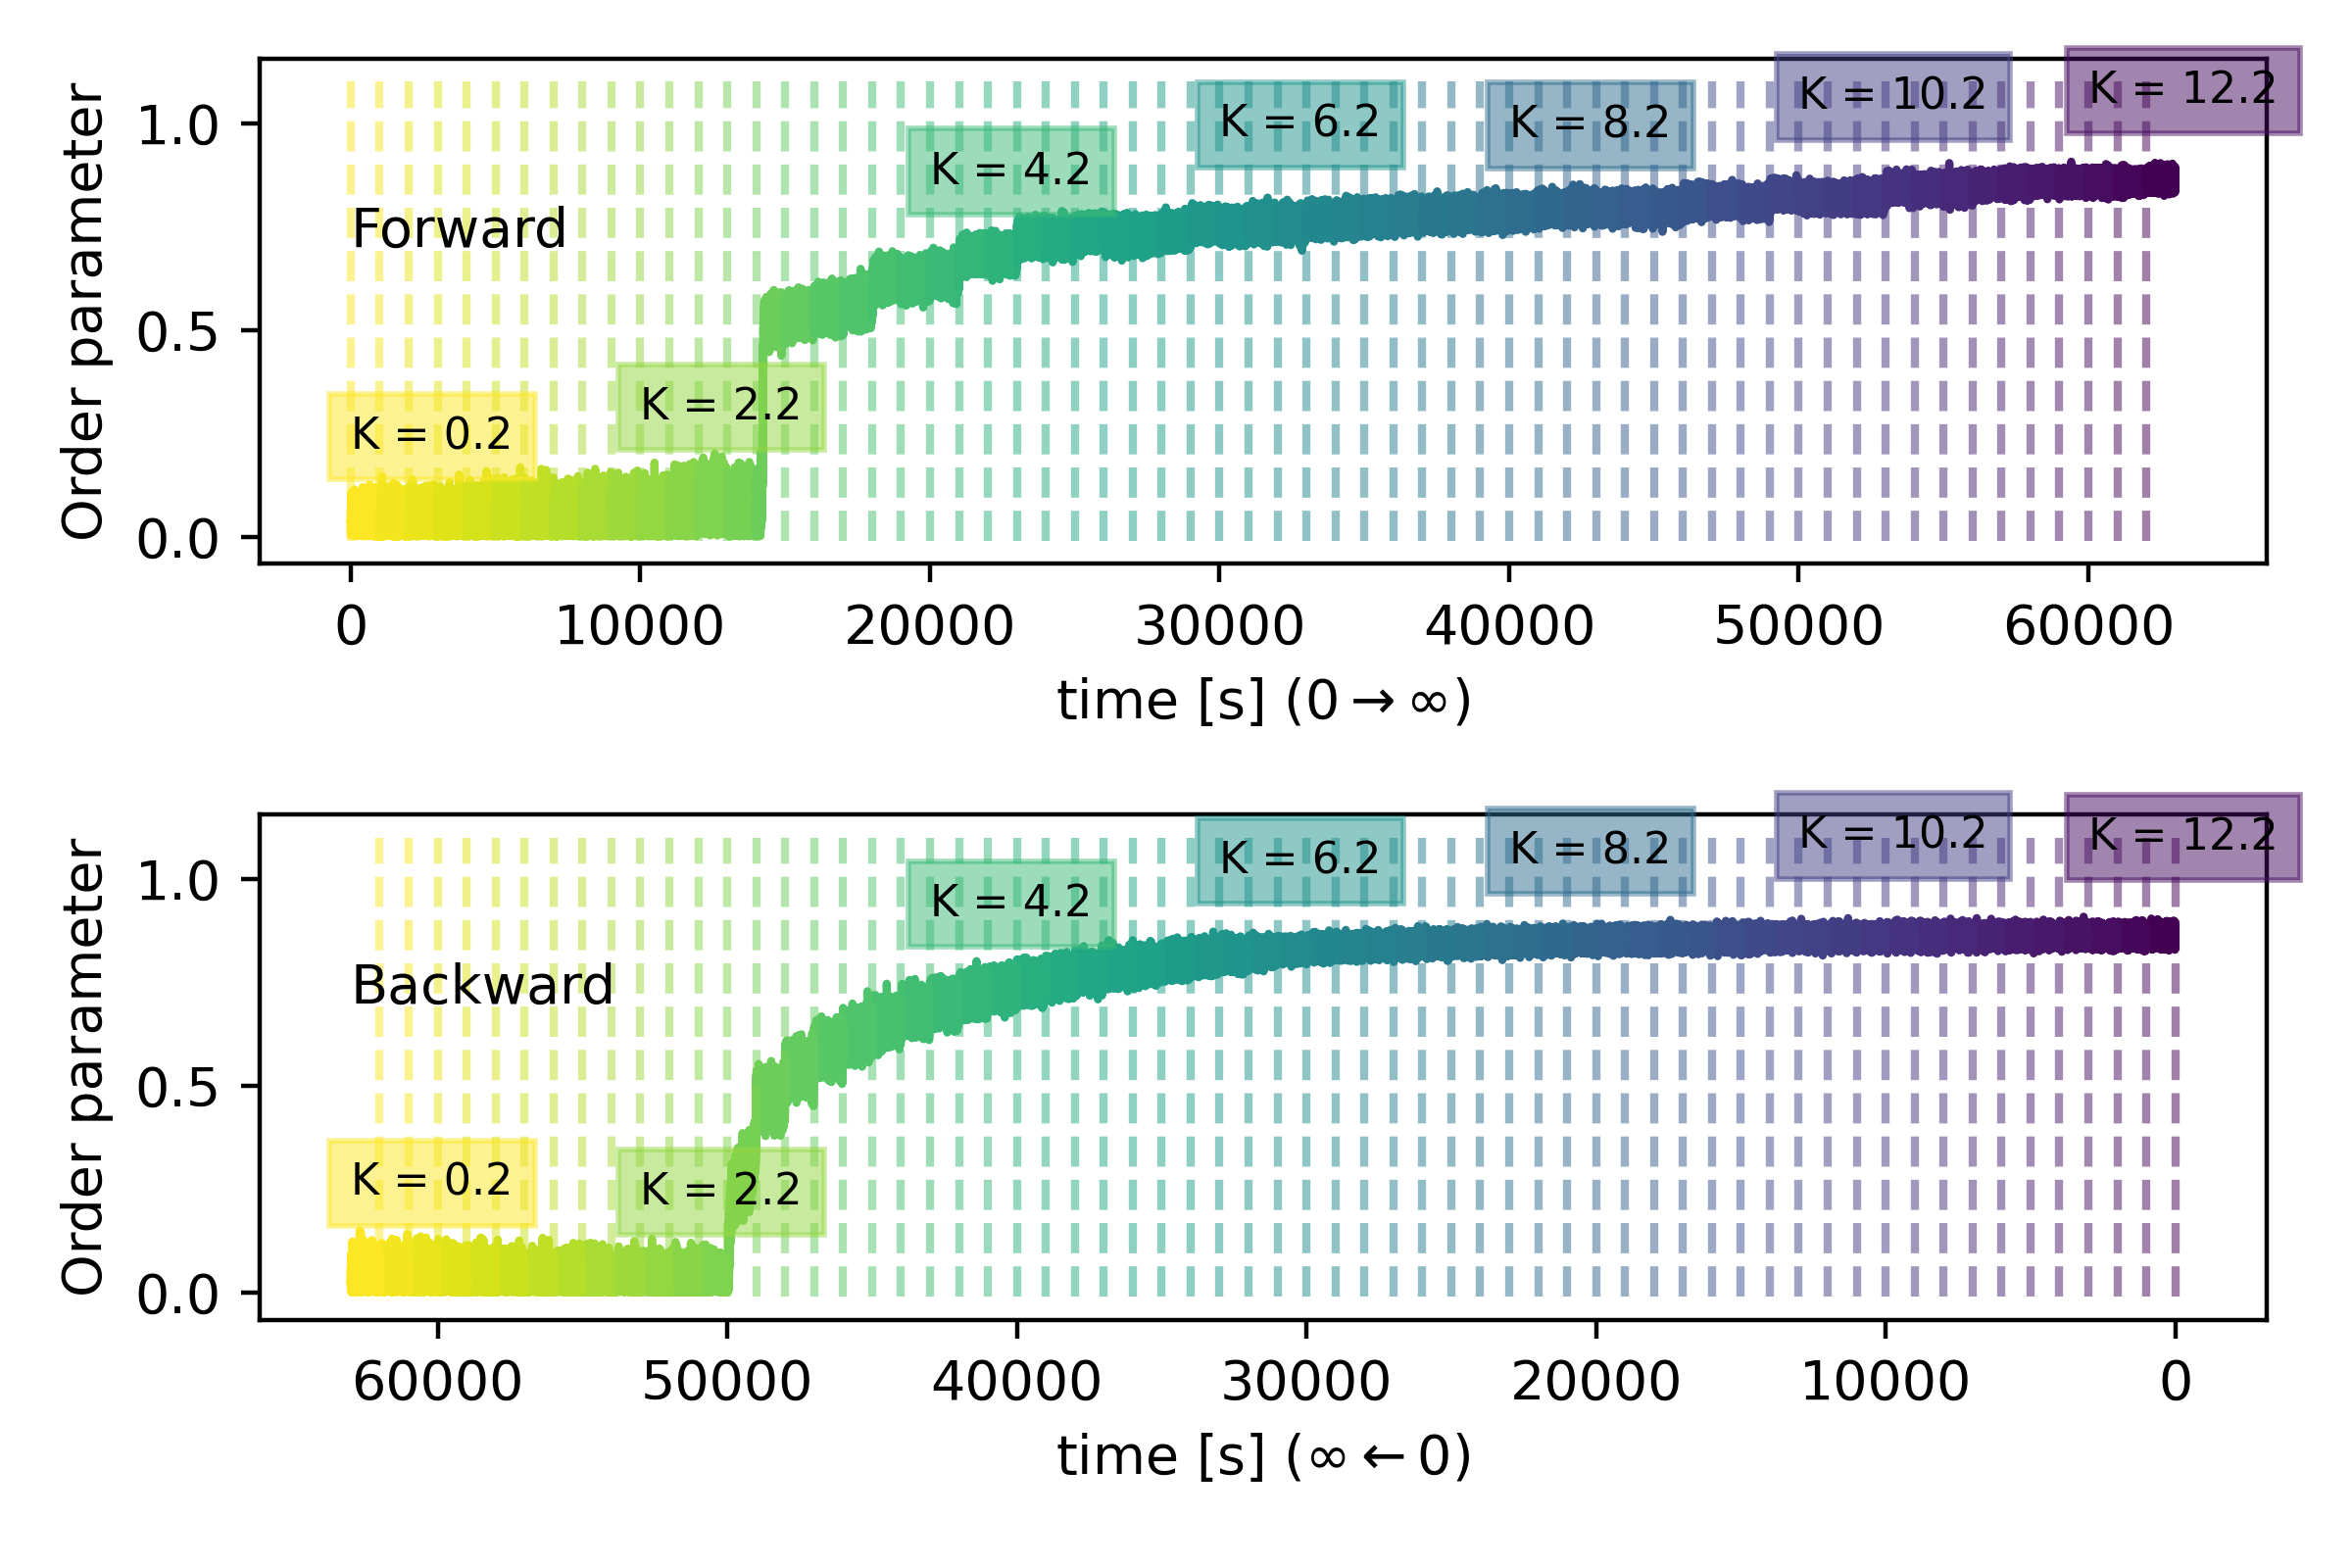 Order parameter
1.0
0.5
0.0
Forward
K = 0.2
K = 2.2
K = 4.2
K = 6.2
K = 8.2
K = 10.2
K = 12.2
0 10000 20000 30000 40000 50000 60000
time [s] (0 → ∞)
Order parameter
1.0
0.5
0.0
Backward
K = 0.2
K = 2.2
K = 4.2
K = 6.2
K = 8.2
K = 10.2
K = 12.2
60000 50000 40000 30000 20000 10000 0
time [s] (∞ ← 0)